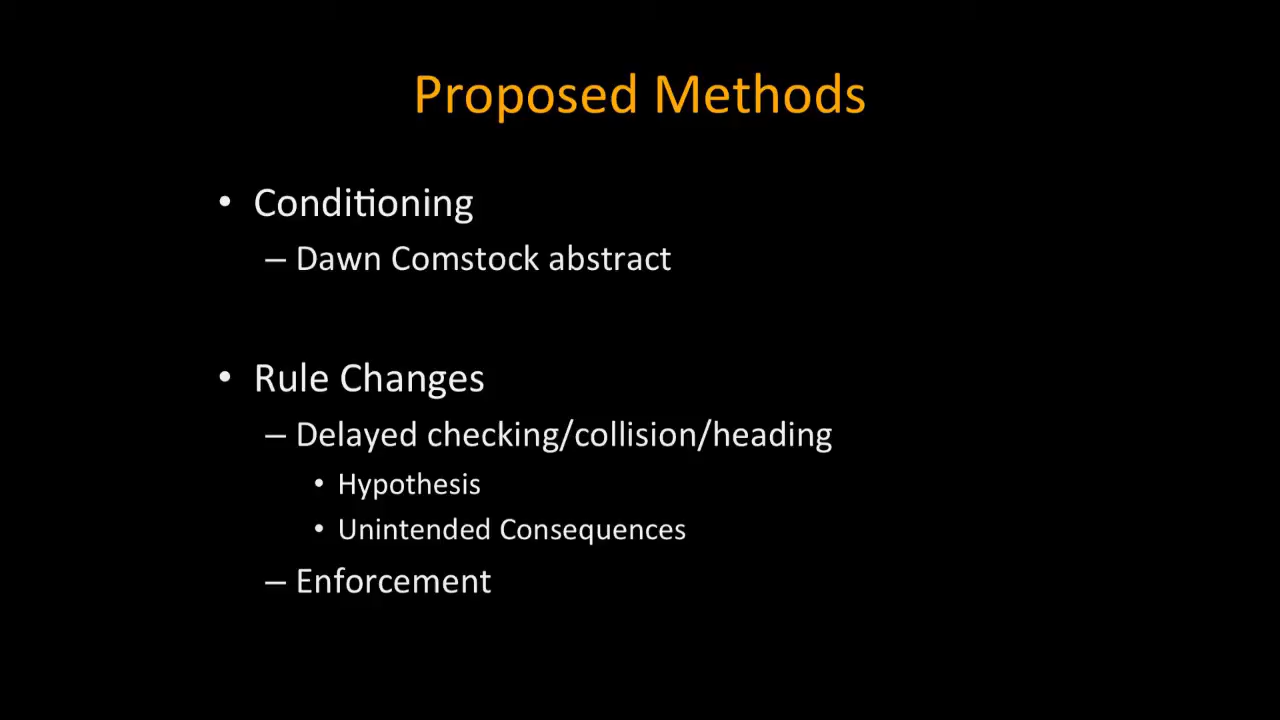 Proposed Methods
• Conditioning
– Dawn Comstock abstract
• Rule Changes
– Delayed checking/collision/heading
• Hypothesis
• Unintended Consequences
– Enforcement